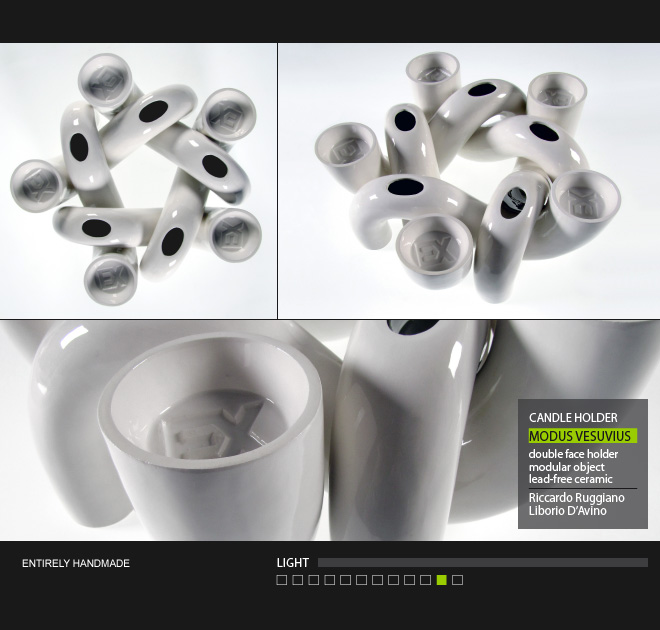 CANDLE HOLDER
MODUS VESUVIUS
double face holder
modular object
lead-free ceramic
Riccardo Ruggiano
Liborio D'Avino
ENTIRELY HANDMADE
LIGHT